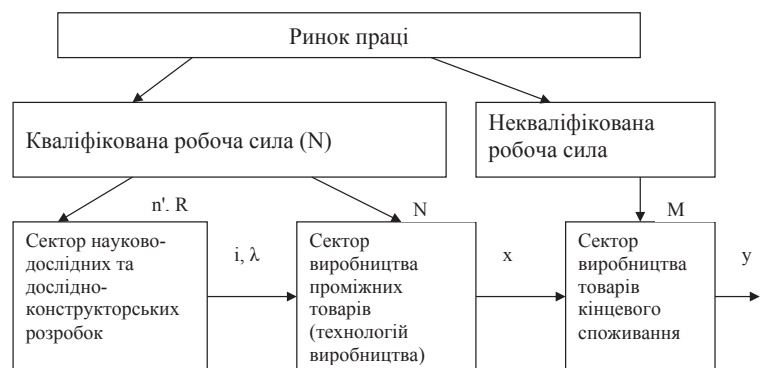 Ринок праці
Кваліфікована робоча сила (N)
Некваліфікована
робоча сила
n'. R
N
M
Сектор науково-
дослідних та
дослідно-
конструкторських
розробок
i, λ
Сектор
виробництва
проміжних
товарів
(технологій
виробництва)
x
Сектор
виробництва
товарів
кінцевого
споживання
y